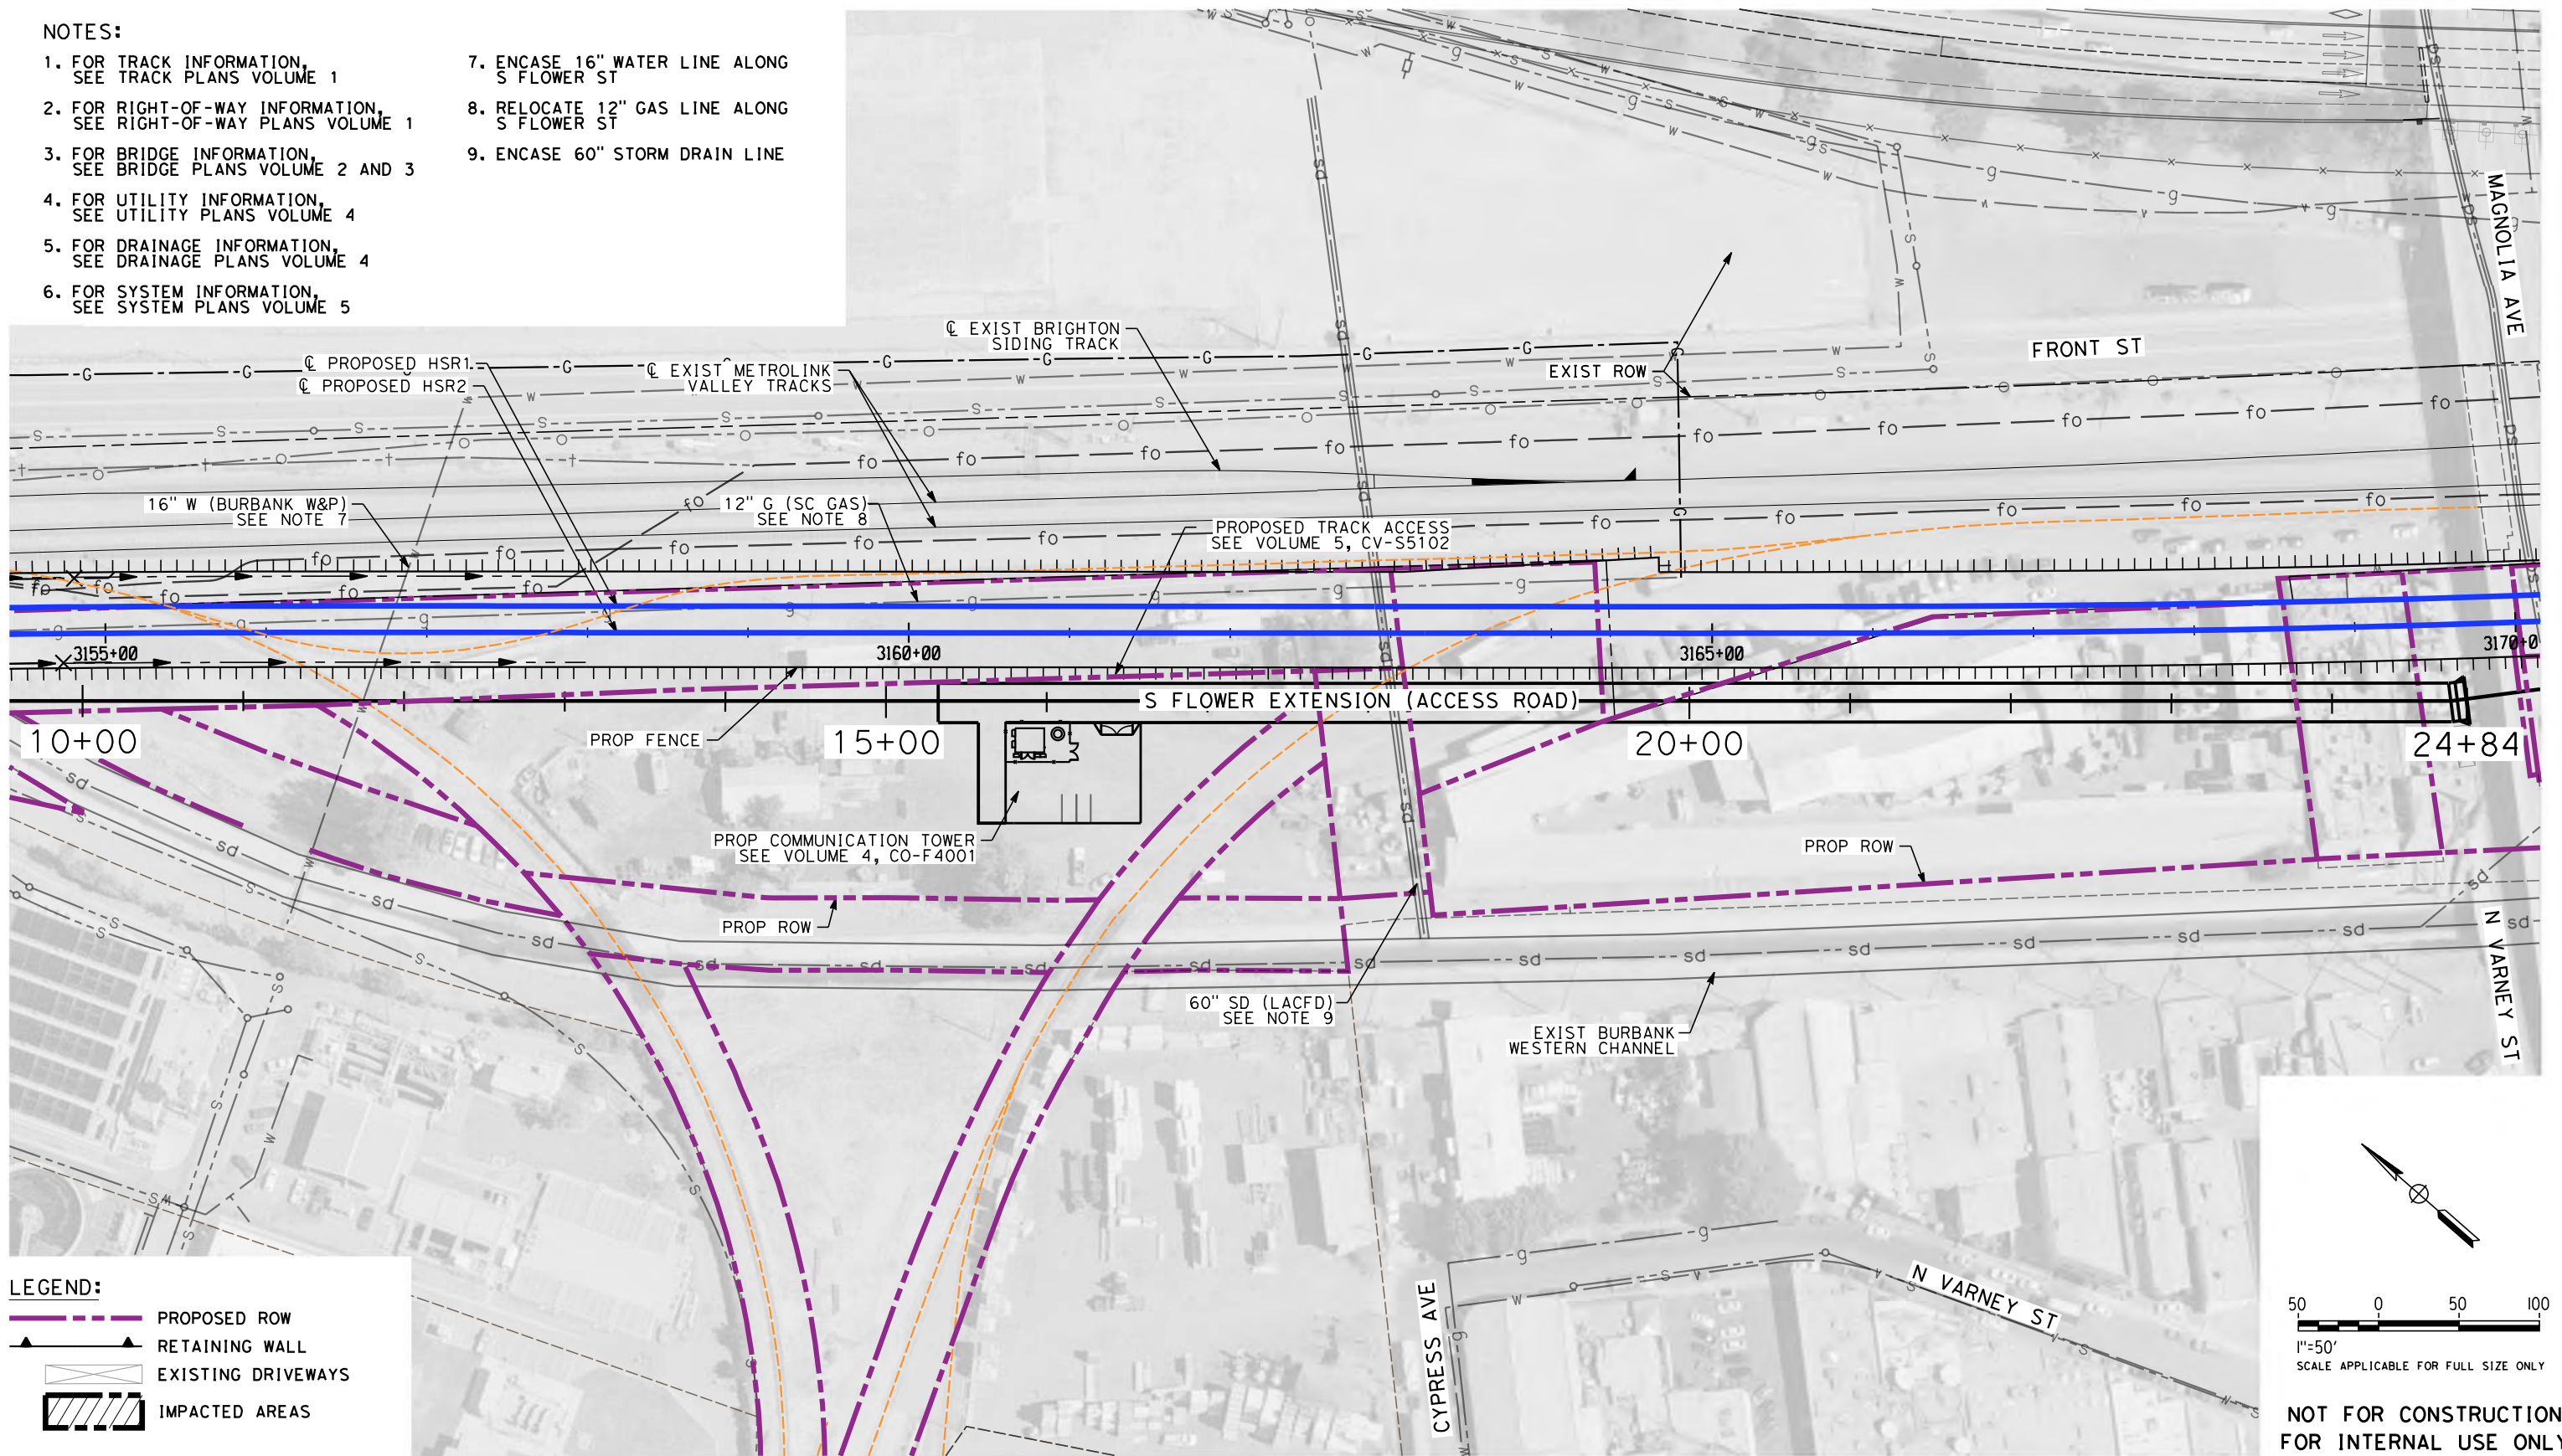 NOTES:
1. FOR TRACK INFORMATION,
SEE TRACK PLANS VOLUME 1
2. FOR RIGHT-OF-WAY INFORMATION,
SEE RIGHT-OF-WAY PLANS VOLUME 1
3. FOR BRIDGE INFORMATION,
SEE BRIDGE PLANS VOLUME 2 AND 3
4. FOR UTILITY INFORMATION,
SEE UTILITY PLANS VOLUME 4
5. FOR DRAINAGE INFORMATION,
SEE DRAINAGE PLANS VOLUME 4
6. FOR SYSTEM INFORMATION,
SEE SYSTEM PLANS VOLUME 5
7. ENCASE 16" WATER LINE ALONG
S FLOWER ST
8. RELOCATE 12" GAS LINE ALONG
S FLOWER ST
9. ENCASE 60" STORM DRAIN LINE
MAGNOLIA AVE
FRONT ST
℄ EXIST BRIGHTON
SIDING TRACK
℄ PROPOSED HSR1
℄ PROPOSED HSR2
℄ EXIST METROLINK
VALLEY TRACKS
EXIST ROW
16" W (BURBANK W&P)
SEE NOTE 7
12" G (SC GAS)
SEE NOTE 8
PROPOSED TRACK ACCESS
SEE VOLUME 5, CV-S5102
3155+00
3160+00
3165+00
3170+0
S FLOWER EXTENSION (ACCESS ROAD)
10+00
PROP FENCE
15+00
20+00
24+84
PROP COMMUNICATION TOWER
SEE VOLUME 4, CO-F4001
PROP ROW
PROP ROW
60" SD (LACFD)
SEE NOTE 9
EXIST BURBANK
WESTERN CHANNEL
N VARNEY ST
N VARNEY ST
CYPRESS AVE
LEGEND:
PROPOSED ROW
RETAINING WALL
EXISTING DRIVEWAYS
IMPACTED AREAS
50 0 50 100
1"=50'
SCALE APPLICABLE FOR FULL SIZE ONLY
NOT FOR CONSTRUCTION
FOR INTERNAL USE ONLY